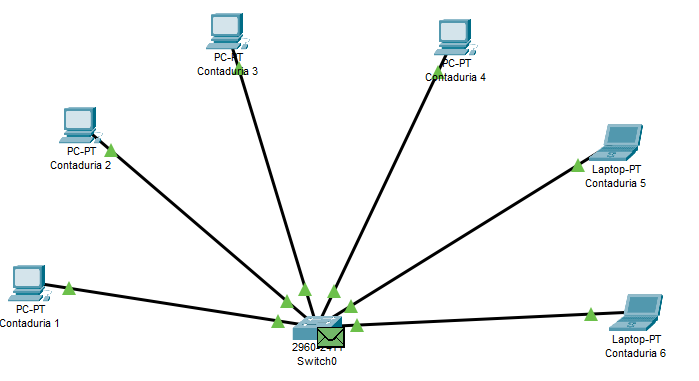 PC-PT
Contaduria 3
PC-PT
Contaduria 4
PC-PT
Contaduria 2
Laptop-PT
Contaduria 5
PC-PT
Contaduria 1
Laptop-PT
Contaduria 6
Switch0